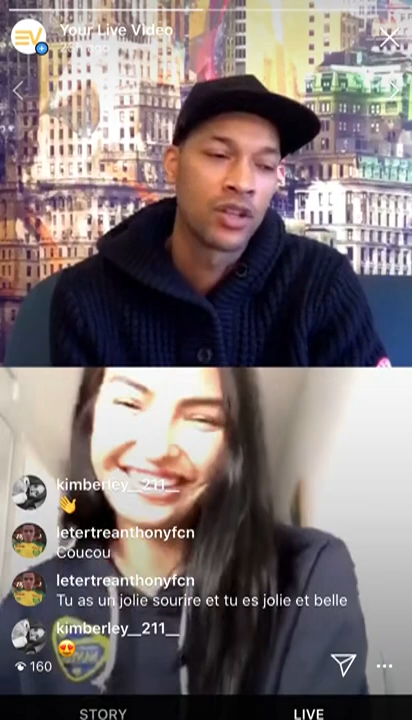 EV
Your Live Video
kimberley__211__
👋
letertreanthonyfcn
Coucou
letertreanthonyfcn
Tu as un jolie sourire et tu es jolie et belle
kimberley__211__
😍
160
STORY
LIVE